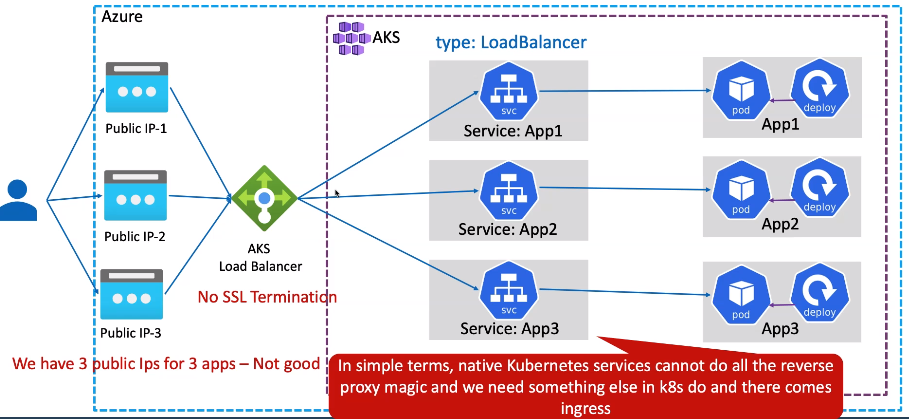 Azure
AKS
type: LoadBalancer
Public IP-1
svc
Service: App1
pod
deploy
App1
Public IP-2
AKS
Load Balancer
svc
Service: App2
pod
deploy
App2
No SSL Termination
Public IP-3
svc
Service: App3
pod
deploy
App3
We have 3 public Ips for 3 apps – Not good
In simple terms, native Kubernetes services cannot do all the reverse
proxy magic and we need something else in k8s do and there comes
ingress